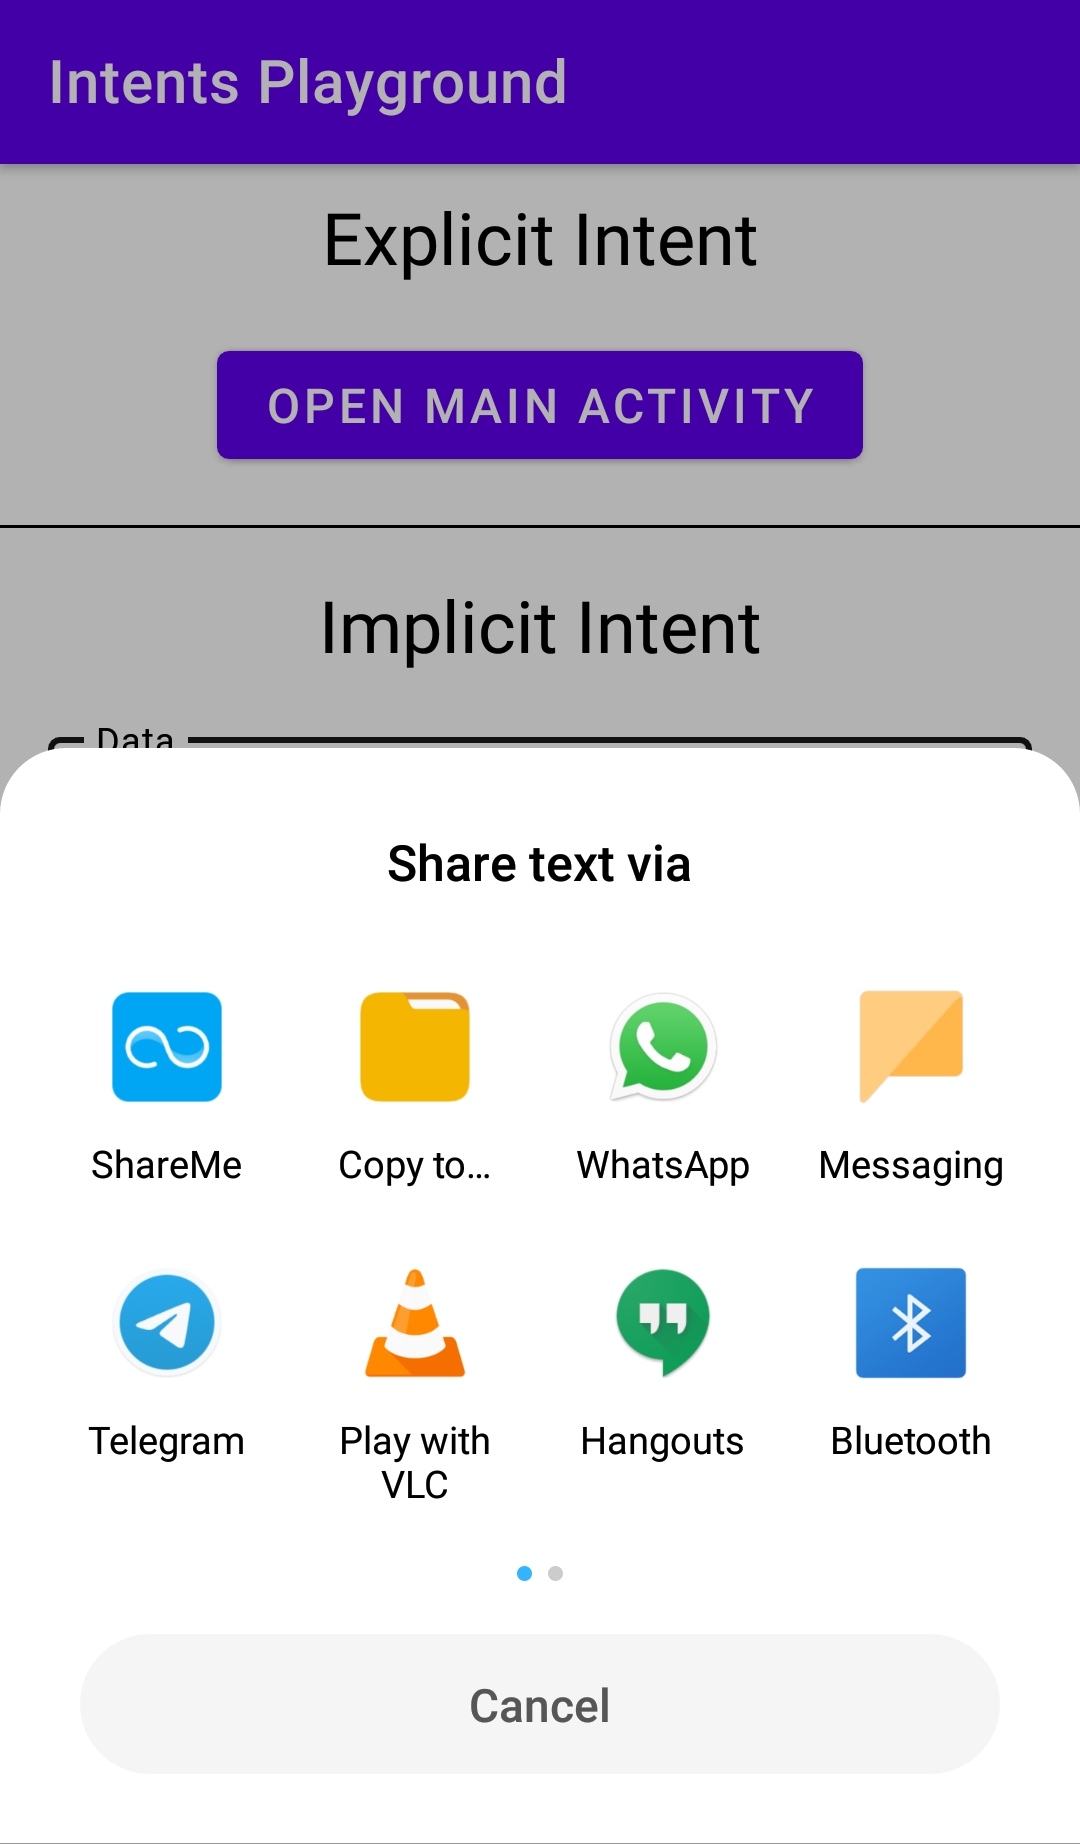 Intents Playground
Explicit Intent
OPEN MAIN ACTIVITY
Implicit Intent
Data
Share text via
ShareMe
Copy to...
WhatsApp
Messaging
Telegram
Play with
VLC
Hangouts
Bluetooth
Cancel